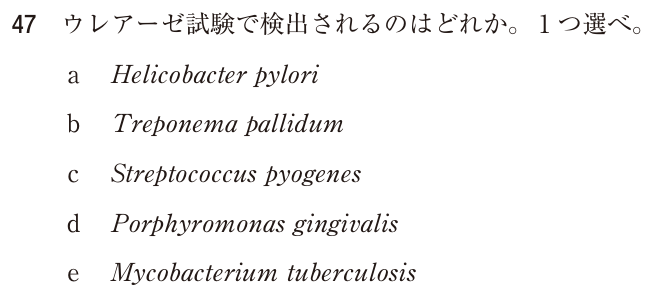 47 ウレアーゼ試験で検出されるのはどれか。1つ選べ。
a Helicobacter pylori
b Treponema pallidum
c Streptococcus pyogenes
d Porphyromonas gingivalis
e Mycobacterium tuberculosis